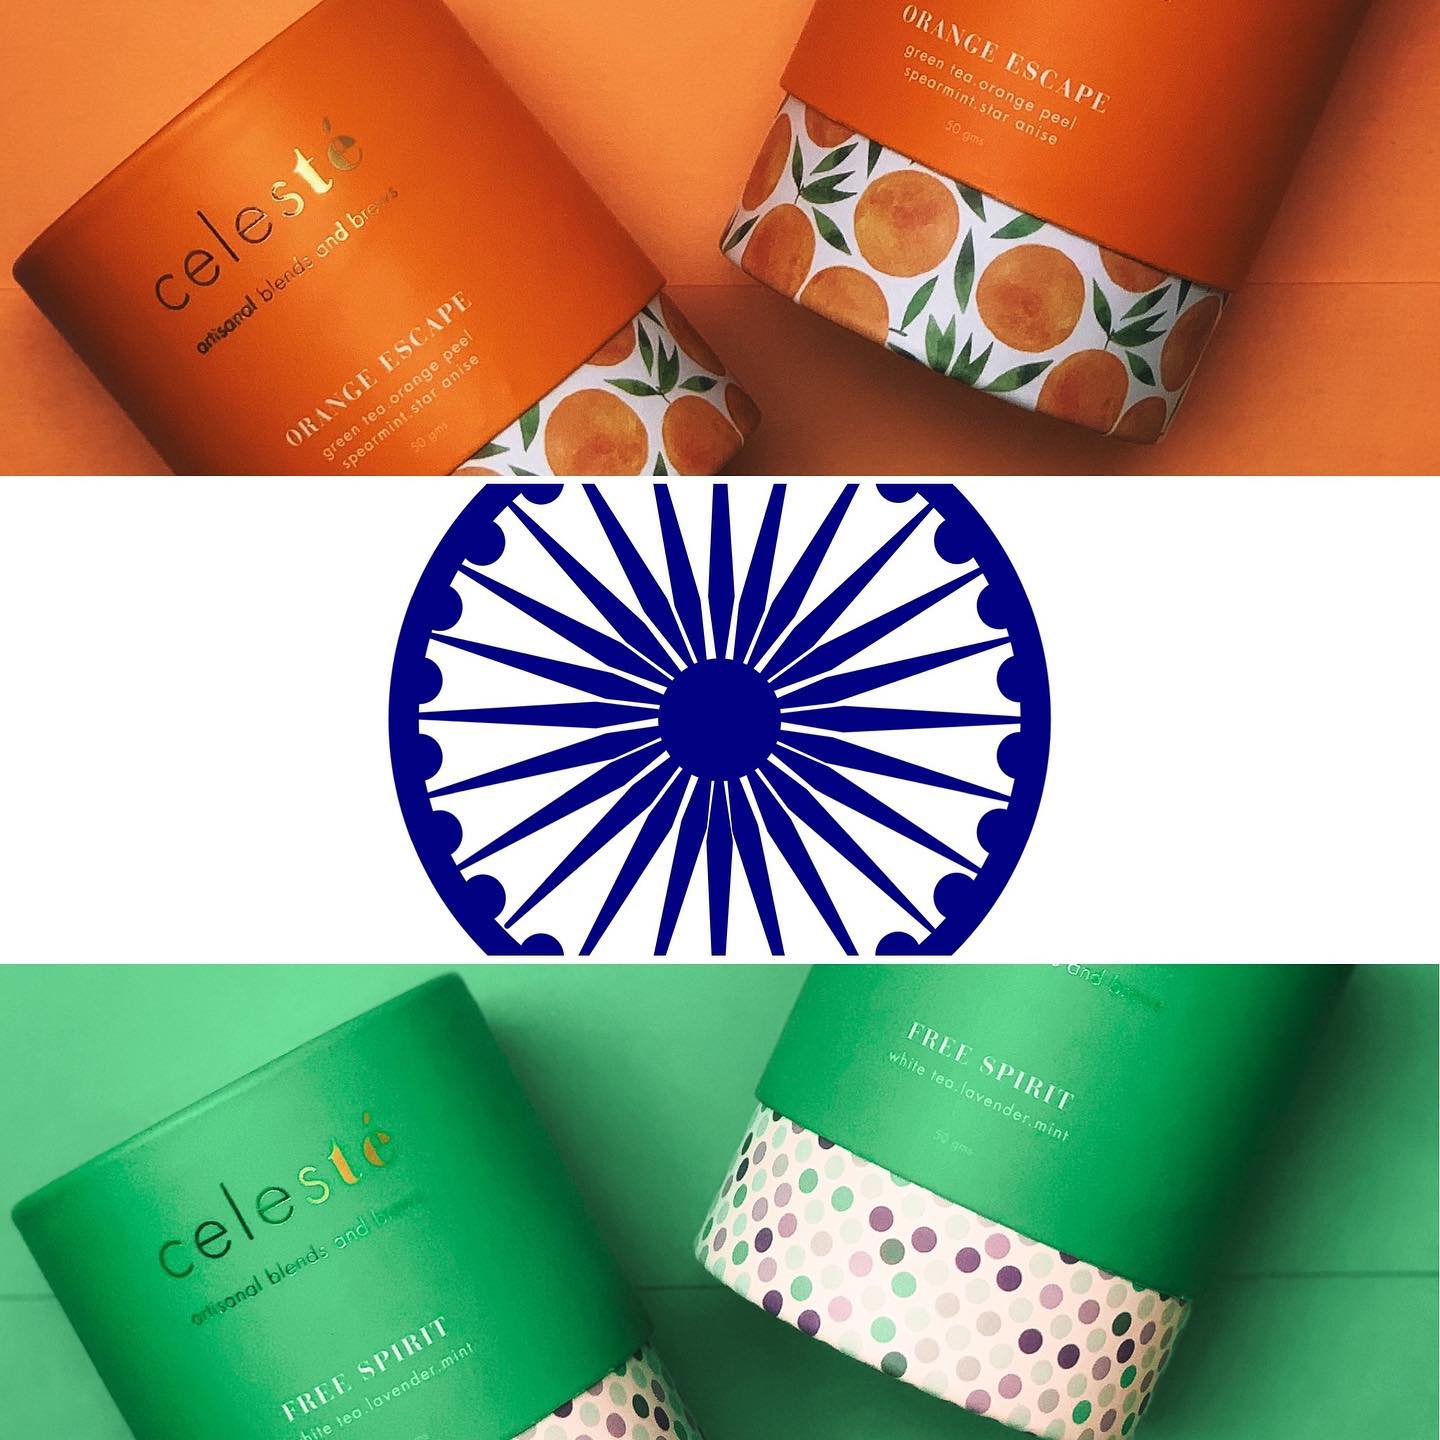 celesté
artisanal blends and brews
ORANGE ESCAPE
green tea.orange peel
spearmint.star anise
50 gms
ORANGE ESCAPE
green tea.orange peel
spearmint.star anise
50 gms
celesté
artisanal blends and brews
FREE SPIRIT
white tea.lavender.mint
and brews
FREE SPIRIT
white tea.lavender.mint
50 gms